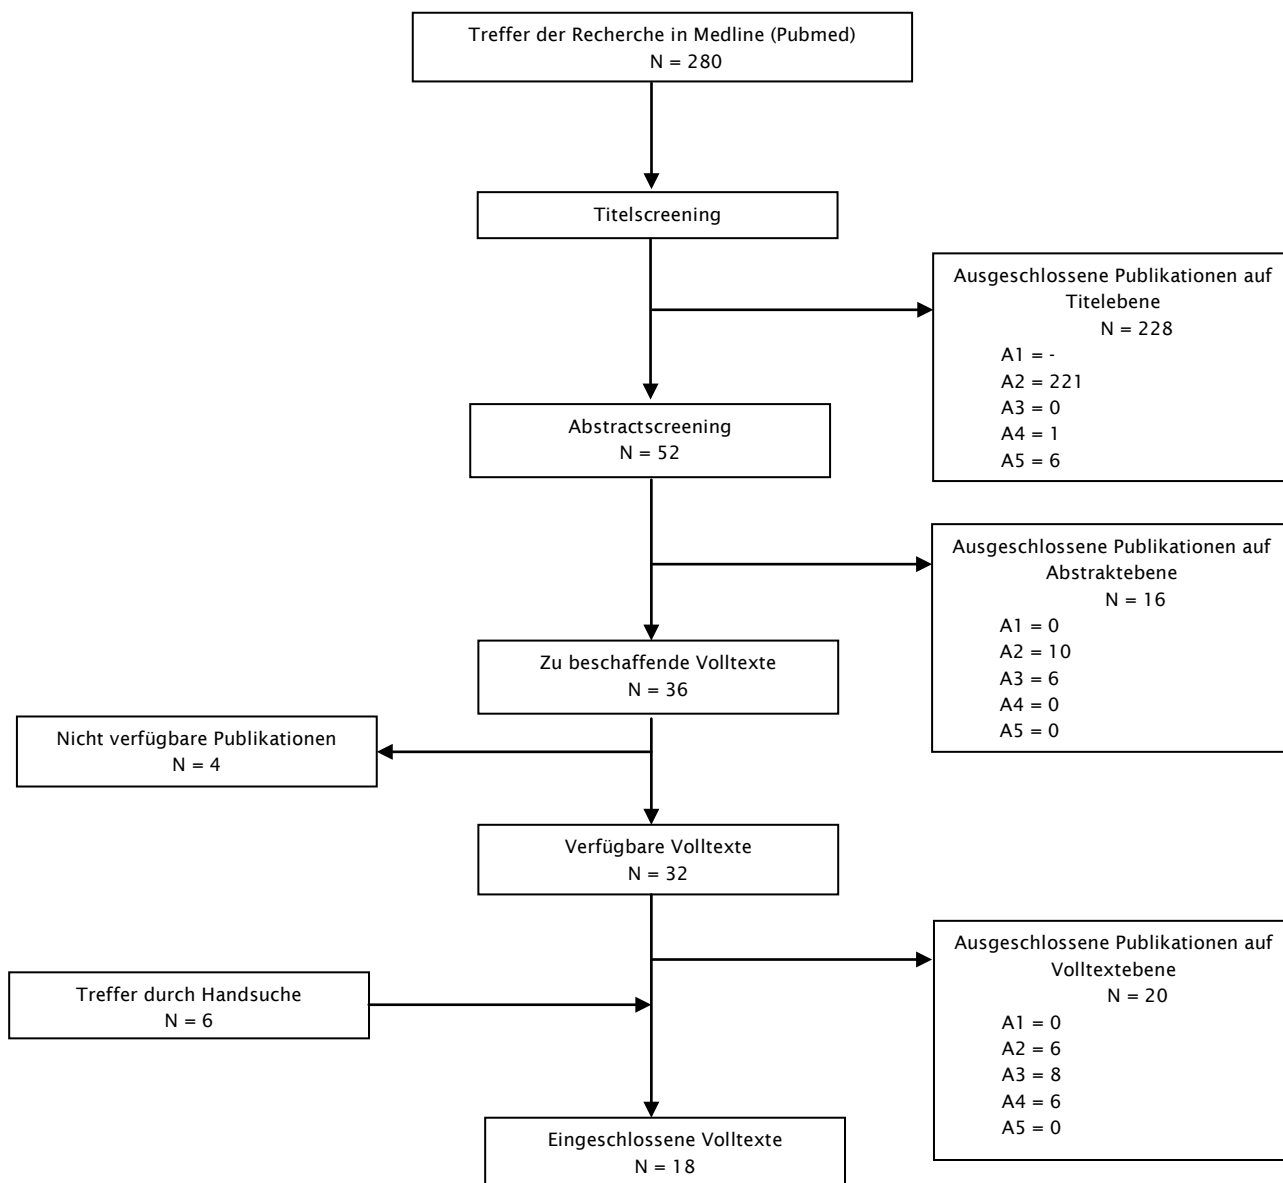 Treffer der Recherche in Medline (Pubmed)
N = 280
Titelscreening
Ausgeschlossene Publikationen auf
Titelebene
N = 228
A1 = -
A2 = 221
A3 = 0
A4 = 1
A5 = 6
Abstractscreening
N = 52
Ausgeschlossene Publikationen auf
Abstraktebene
N = 16
A1 = 0
A2 = 10
A3 = 6
A4 = 0
A5 = 0
Zu beschaffende Volltexte
N = 36
Nicht verfügbare Publikationen
N = 4
Verfügbare Volltexte
N = 32
Ausgeschlossene Publikationen auf
Volltextebene
N = 20
A1 = 0
A2 = 6
A3 = 8
A4 = 6
A5 = 0
Treffer durch Handsuche
N = 6
Eingeschlossene Volltexte
N = 18